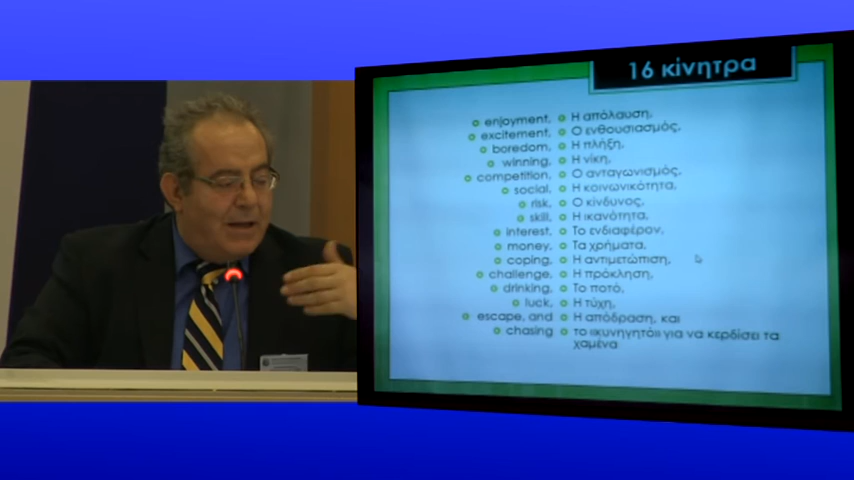 16 κίνητρα
enjoyment, Η απόλαυση,
excitement, Ο ενθουσιασμός,
boredom, Η πλήξη,
winning, Η νίκη,
competition, Ο ανταγωνισμός,
social, Η κοινωνικότητα,
risk, Ο κίνδυνος,
skill, Η ικανότητα,
interest, Το ενδιαφέρον,
money, Τα χρήματα,
coping, Η αντιμετώπιση,
challenge, Η πρόκληση,
drinking, Το ποτό,
luck, Η τύχη,
escape, and Η απόδραση, και
chasing το «κυνηγητό» για να κερδίσει τα
χαμένα